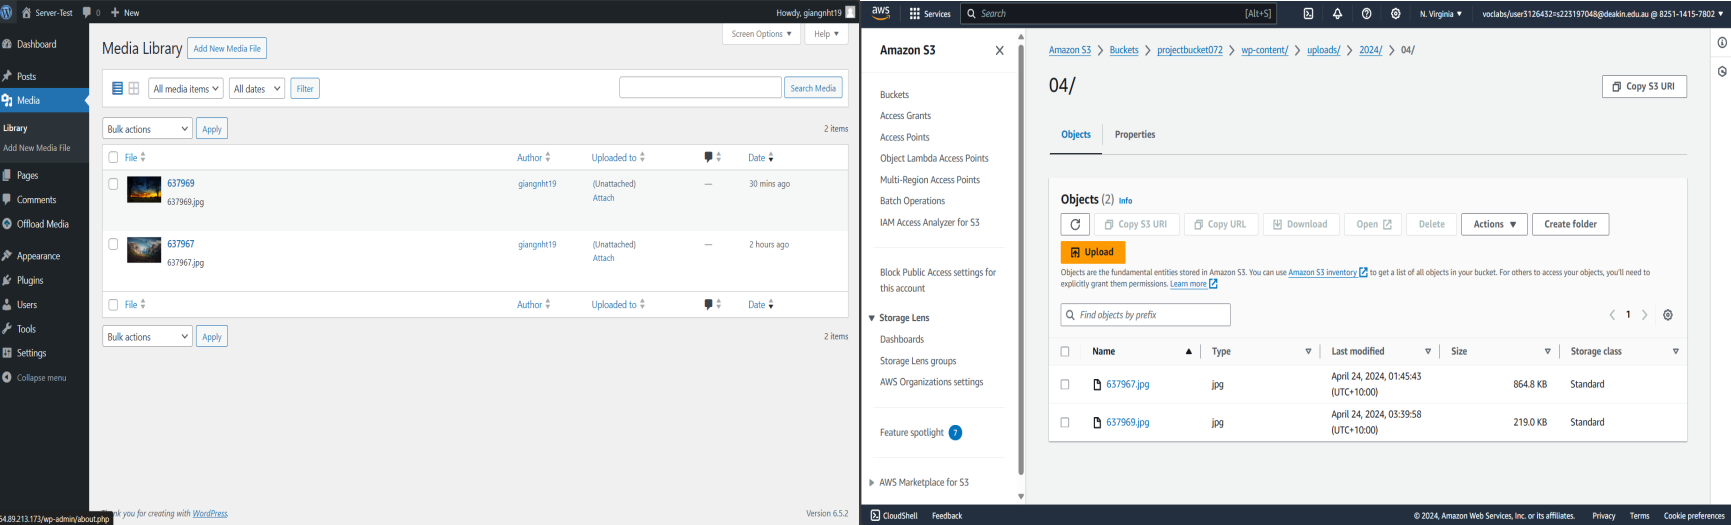 Server-Test 0 + New Howdy, giangnht19
Dashboard
Posts
Media
Library
Add New Media File
Pages
Comments
Offload Media
Appearance
Plugins
Users
Tools
Settings
Collapse menu
54.89.213.173/wp-admin/about.php
Screen Options ▼ Help ▼
Media Library Add New Media File
All media items All dates Filter Search Media
Bulk actions Apply 2 items
File Author Uploaded to Date
637969 giangnht19 (Unattached) — 30 mins ago
637969.jpg Attach
637967 giangnht19 (Unattached) — 2 hours ago
637967.jpg Attach
File Author Uploaded to Date
Bulk actions Apply 2 items
you for creating with WordPress. Version 6.5.2
aws Services Search [Alt+S] N. Virginia ▼ voclabs/user3126432=s223197048@deakin.edu.au @ 8251-1415-7802 ▼
Amazon S3 X
Buckets
Access Grants
Access Points
Object Lambda Access Points
Multi-Region Access Points
Batch Operations
IAM Access Analyzer for S3
Block Public Access settings for
this account
▼ Storage Lens
Dashboards
Storage Lens groups
AWS Organizations settings
Feature spotlight 7
AWS Marketplace for S3
Amazon S3 > Buckets > projectbucket072 > wp-content/ > uploads/ > 2024/ > 04/
04/ Copy S3 URI
Objects Properties
Objects (2) Info
Copy S3 URI Copy URL Download Open Delete Actions ▼ Create folder
Upload
Objects are the fundamental entities stored in Amazon S3. You can use Amazon S3 inventory to get a list of all objects in your bucket. For others to access your objects, you'll need to
explicitly grant them permissions. Learn more
Find objects by prefix < 1 >
Name Type Last modified Size Storage class
637967.jpg jpg April 24, 2024, 01:45:43 864.8 KB Standard
(UTC+10:00)
637969.jpg jpg April 24, 2024, 03:39:58 219.0 KB Standard
(UTC+10:00)
CloudShell Feedback © 2024, Amazon Web Services, Inc. or its affiliates. Privacy Terms Cookie preferences